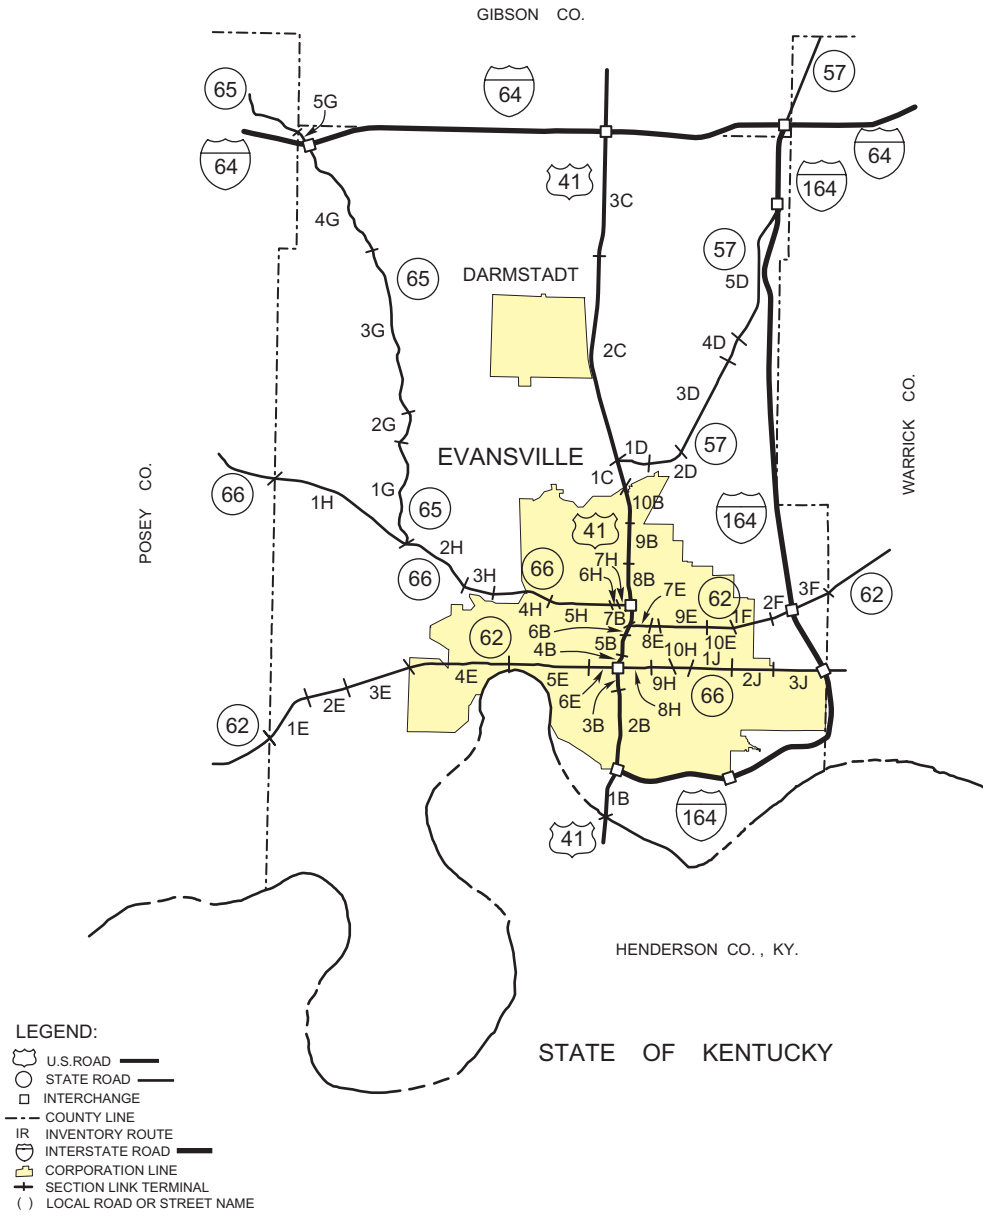 GIBSON CO.
65
5G
64
57
64
41
3C
64
164
4G
65
DARMSTADT
57
5D
3G
2C
4D
3D
2G
EVANSVILLE
1D
57
2D
POSEY CO.
WARRICK CO.
66
1H
1G
65
1C
10B
41
9B
164
2H
66
3H
66
7H
6H
8B
7E
62
3F
62
4H
5H
7B
9E
1F
2F
6B
8E
10E
62
5B
4B
10H
1J
4E
5E
6E
9H
2J
3J
3E
2E
1E
62
3B
8H
66
2B
1B
164
41
HENDERSON CO. , KY.
STATE OF KENTUCKY
LEGEND:
U.S.ROAD
STATE ROAD
INTERCHANGE
COUNTY LINE
IR INVENTORY ROUTE
INTERSTATE ROAD
CORPORATION LINE
SECTION LINK TERMINAL
( ) LOCAL ROAD OR STREET NAME